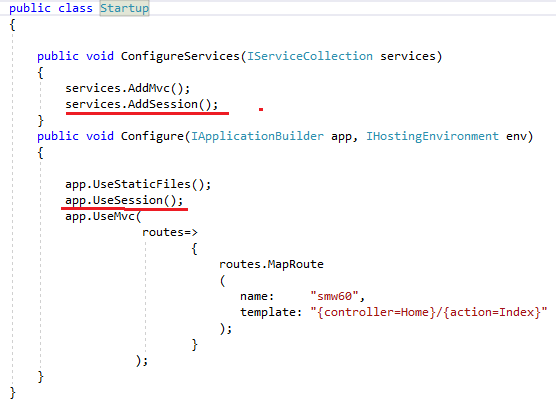 public class Startup
{
public void ConfigureServices(IServiceCollection services)
{
services.AddMvc();
services.AddSession();
}
public void Configure(IApplicationBuilder app, IHostingEnvironment env)
{
app.UseStaticFiles();
app.UseSession();
app.UseMvc(
routes=>
{
routes.MapRoute
(
name: "smw60",
template: "{controller=Home}/{action=Index}"
);
}
);
}
}